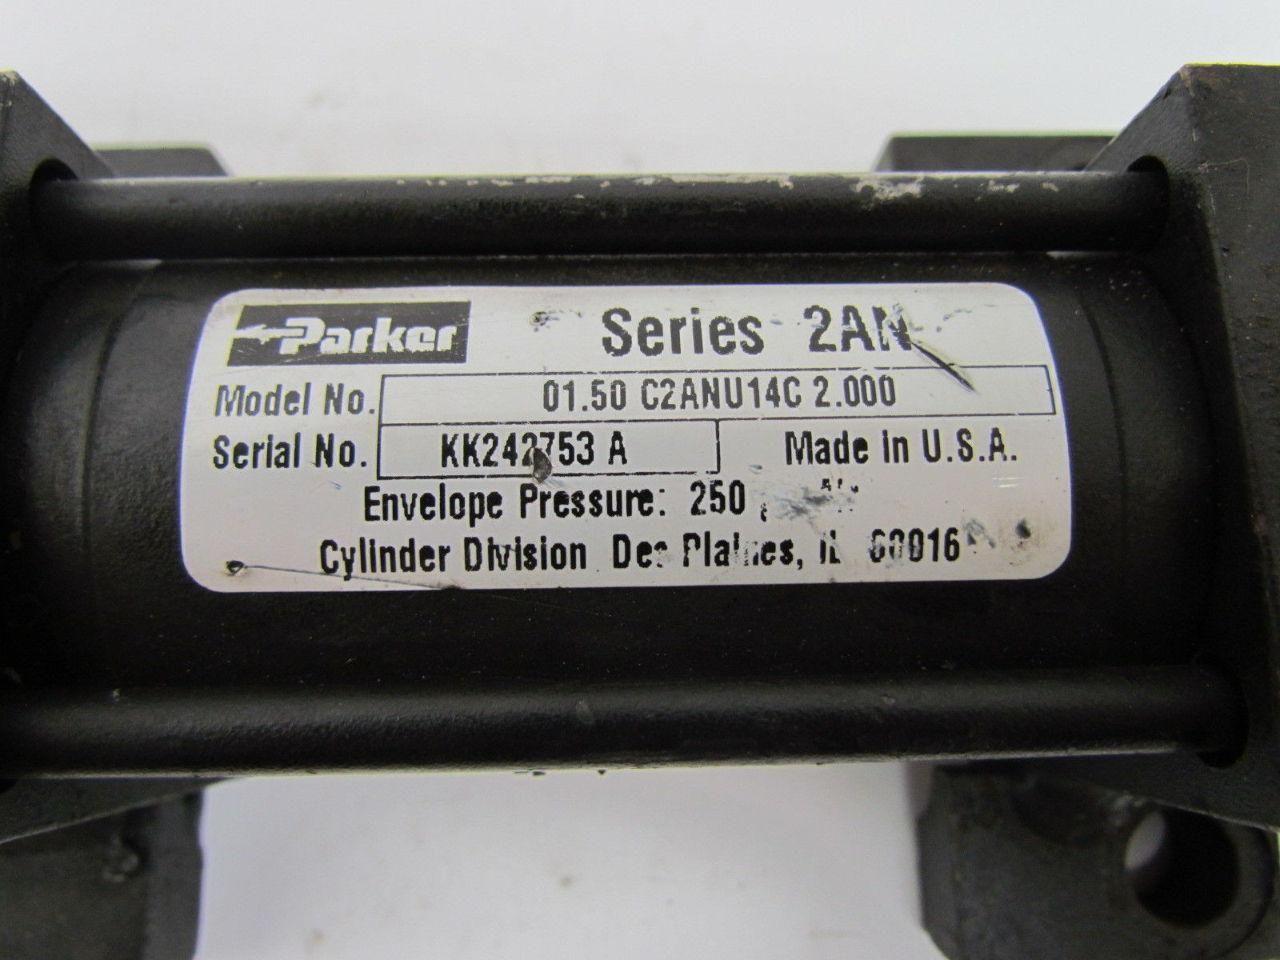 Parker Series 2AN
Model No. 01.50 C2ANU14C 2.000
Serial No. KK242753 A Made in U.S.A.
Envelope Pressure: 250
Cylinder Division Des Plaines, IL 60016